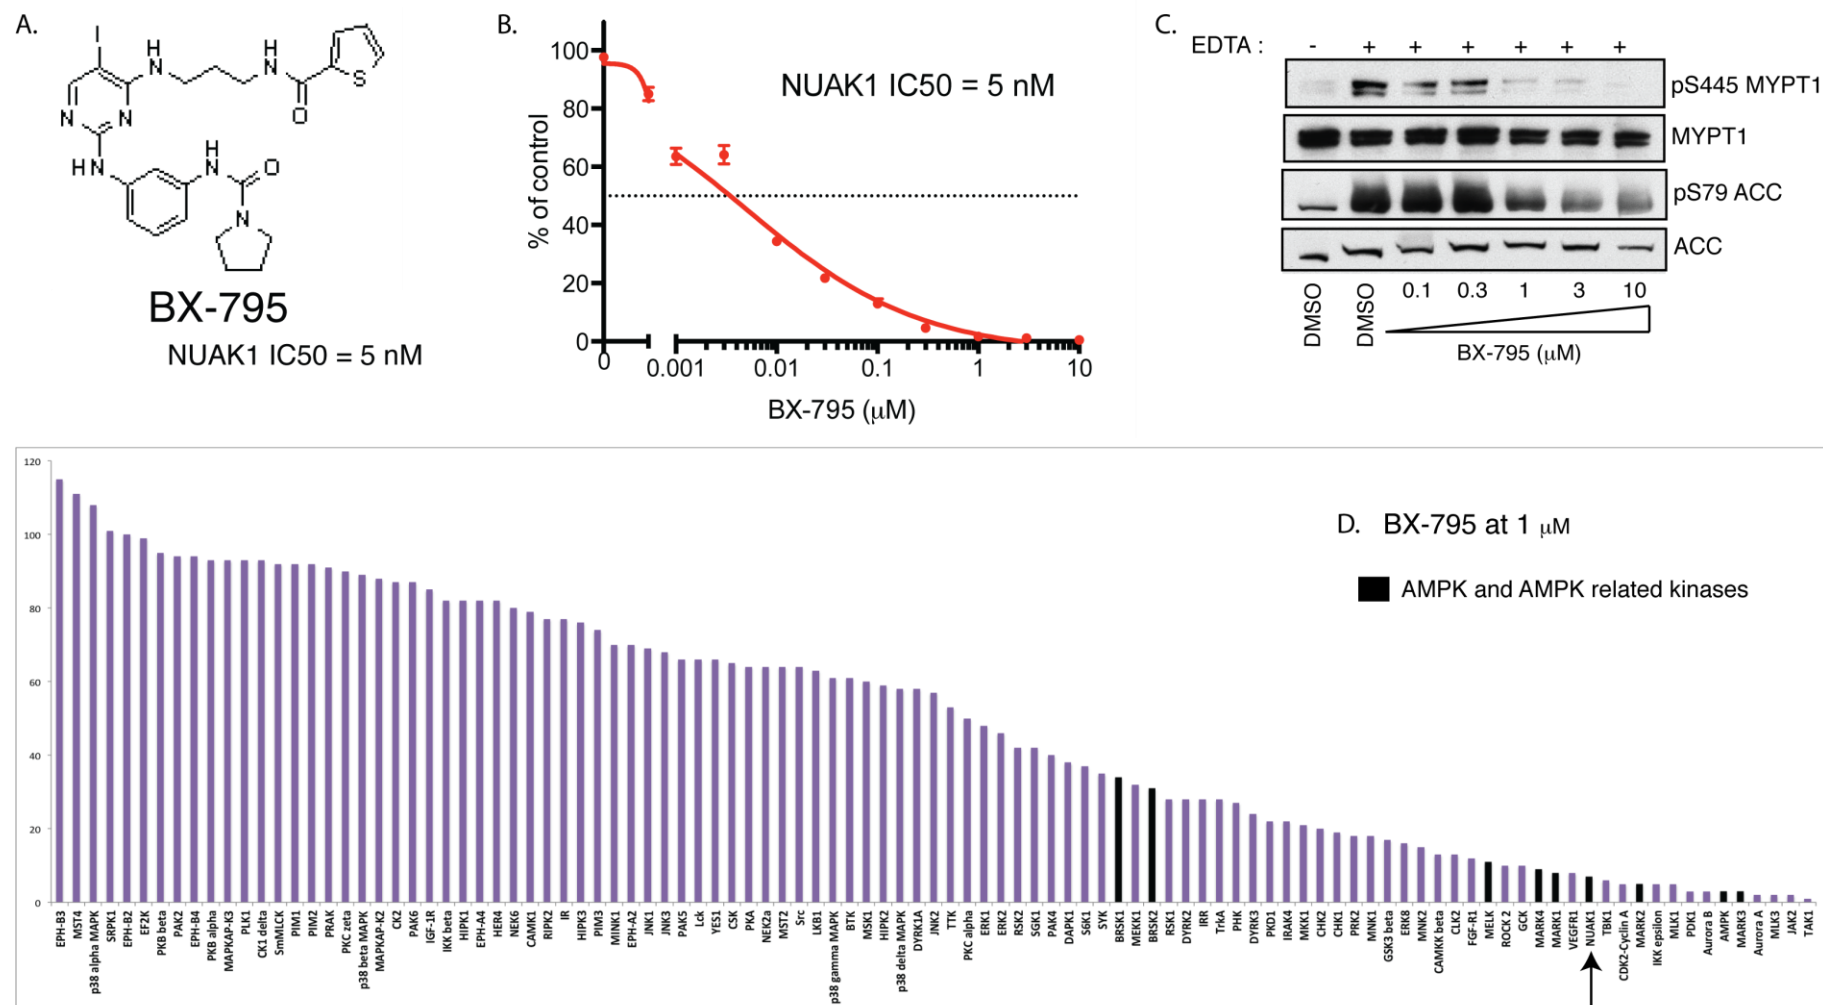 A.
I
H
N
H
N
S
O
N
N
H
N
H
N
O
N
BX-795
NUAK1 IC50 = 5 nM
B.
NUAK1 IC50 = 5 nM
% of control
100
80
60
40
20
0
0 0.001 0.01 0.1 1 10
BX-795 (μM)
C.
EDTA : - + + + + + +
pS445 MYPT1
MYPT1
pS79 ACC
ACC
DMSO DMSO 0.1 0.3 1 3 10
BX-795 (μM)
D. BX-795 at 1 μM
AMPK and AMPK related kinases
120
100
80
60
40
20
0
EPH-B3
MST4
p38 alpha MAPK
SRPK1
EPH-B2
EF2K
PKB beta
PAK2
EPH-B4
PKB alpha
MAPKAP-K3
PLK1
CK1 delta
SmMLCK
PIM1
PIM2
PRAK
PKC zeta
p38 beta MAPK
MAPKAP-K2
CK2
PAK6
IGF-1R
IKK beta
HIPK1
EPH-A4
HER4
NEK6
CAMK1
RIPK2
IR
HIPK3
PIM3
MINK1
EPH-A2
JNK1
JNK3
PAK5
Lck
YES1
CSK
PKA
NEK2a
MST2
Src
LKB1
p38 gamma MAPK
BTK
MSK1
HIPK2
p38 delta MAPK
DYRK1A
JNK2
TTK
PKC alpha
ERK1
ERK2
RSK2
SGK1
PAK4
DAPK1
S6K1
SYK
BRSK1
MEKK1
BRSK2
RSK1
DYRK2
IRR
TrkA
PHK
DYRK3
PKD1
IRAK4
MKK1
CHK2
CHK1
PRK2
MNK1
GSK3 beta
ERK8
MNK2
CAMKK beta
CLK2
FGF-R1
MELK
ROCK 2
GCK
MARK4
MARK1
VEGFR1
NUAK1
TBK1
CDK2-Cyclin A
MARK2
IKK epsilon
MLK1
PDK1
Aurora B
AMPK
MARK3
Aurora A
MLK3
JAK2
TAK1